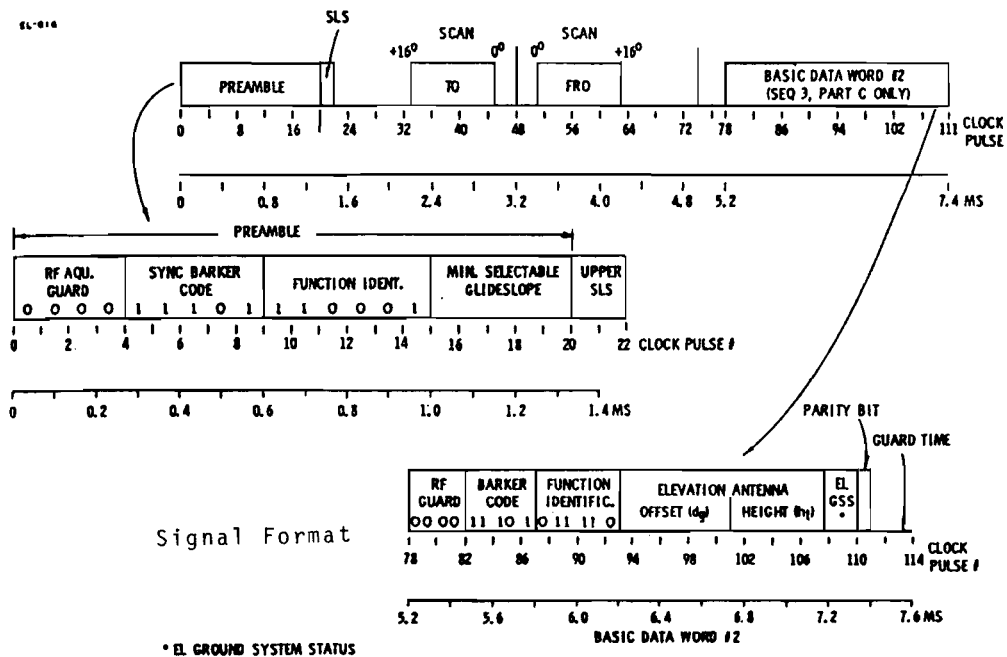 EL-016
SLS
SCAN SCAN
+16° 0° 0° +16°
PREAMBLE TO FRO BASIC DATA WORD #2
(SEQ 3, PART G ONLY)
0 8 16 24 32 40 48 56 64 72 78 86 94 102 111 CLOCK
PULSE
0 0.8 1.6 2.4 3.2 4.0 4.8 5.2 7.4 MS
PREAMBLE
RF AQU. SYNC BARKER FUNCTION IDENT. MIN. SELECTABLE UPPER
GUARD CODE GLIDESLOPE SLS
0 0 0 0 1 1 1 0 1 1 1 0 0 0 1
0 2 4 6 8 10 12 14 16 18 20 22 CLOCK PULSE #
0 0.2 0.4 0.6 0.8 1.0 1.2 1.4 MS
PARITY BIT
GUARD TIME
RF BARKER FUNCTION ELEVATION ANTENNA EL
GUARD CODE IDENTIFIC. OFFSET (dg) HEIGHT (ht) GSS
00 00 11 10 1 0 11 11 0 *
Signal Format
78 82 86 90 94 98 102 106 110 114 CLOCK
PULSE #
5.2 5.6 6.0 6.4 6.8 7.2 7.6 MS
BASIC DATA WORD #2
* EL GROUND SYSTEM STATUS